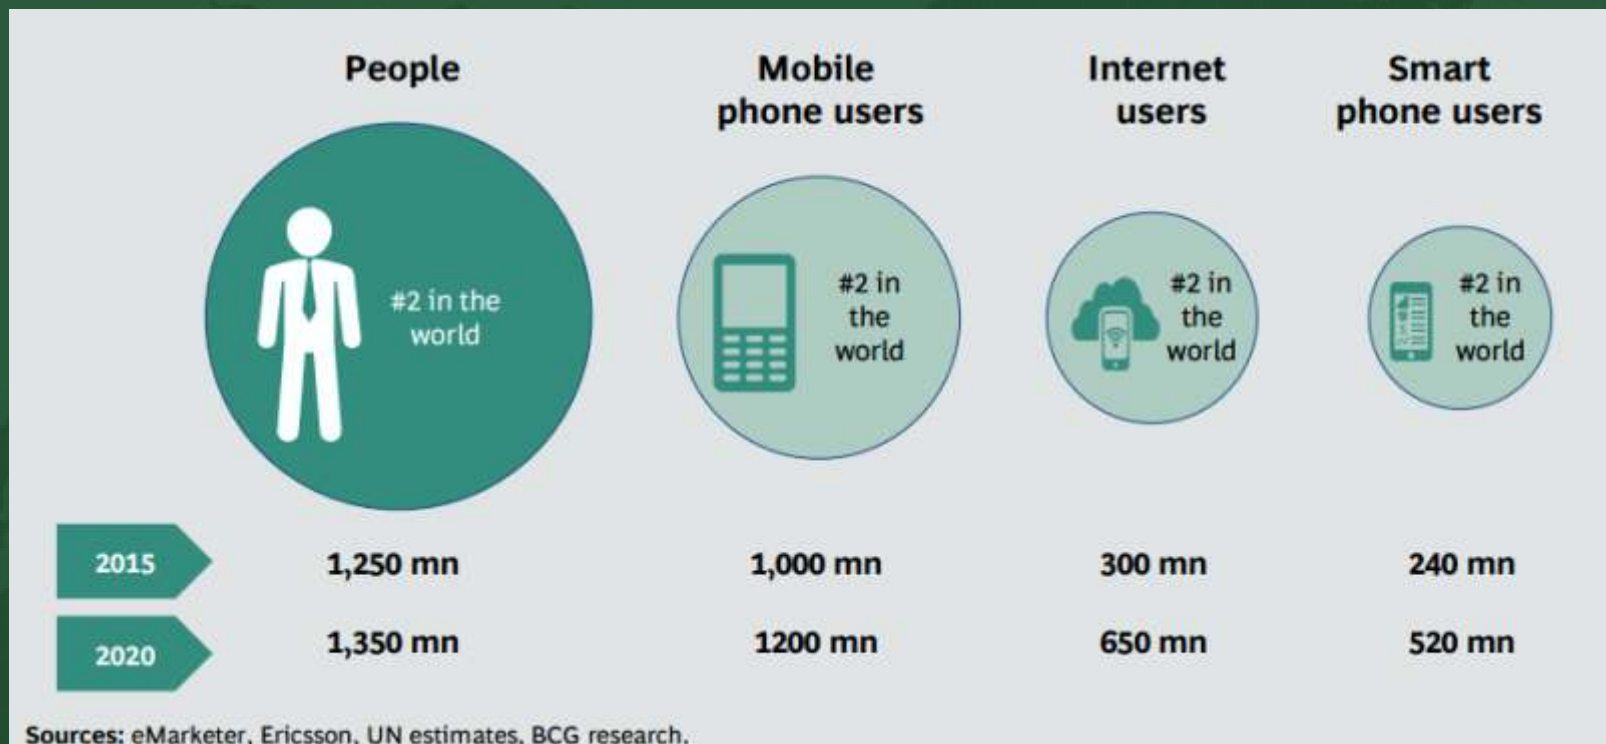 People
Mobile
phone users
Internet
users
Smart
phone users
#2 in the
world
#2 in
the
world
#2 in
the
world
#2 in
the
world
2015
1,250 mn
1,000 mn
300 mn
240 mn
2020
1,350 mn
1200 mn
650 mn
520 mn
Sources: eMarketer, Ericsson, UN estimates, BCG research.